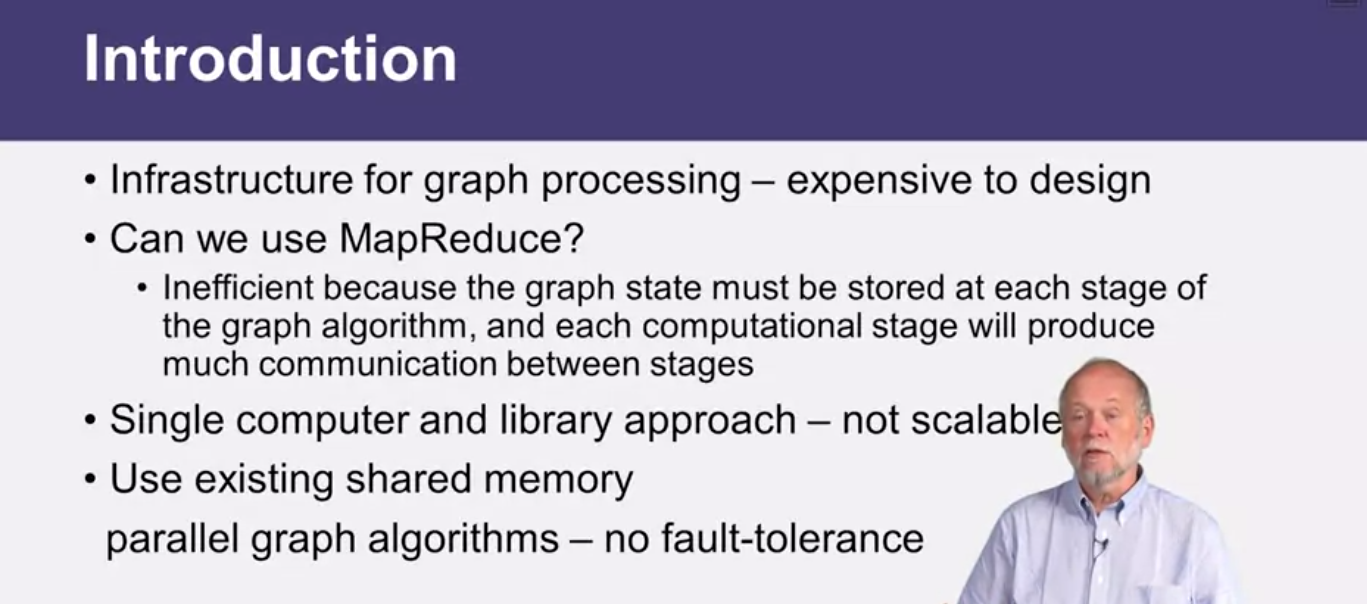 Introduction
• Infrastructure for graph processing – expensive to design
• Can we use MapReduce?
• Inefficient because the graph state must be stored at each stage of
the graph algorithm, and each computational stage will produce
much communication between stages
• Single computer and library approach – not scalable
• Use existing shared memory
parallel graph algorithms – no fault-tolerance